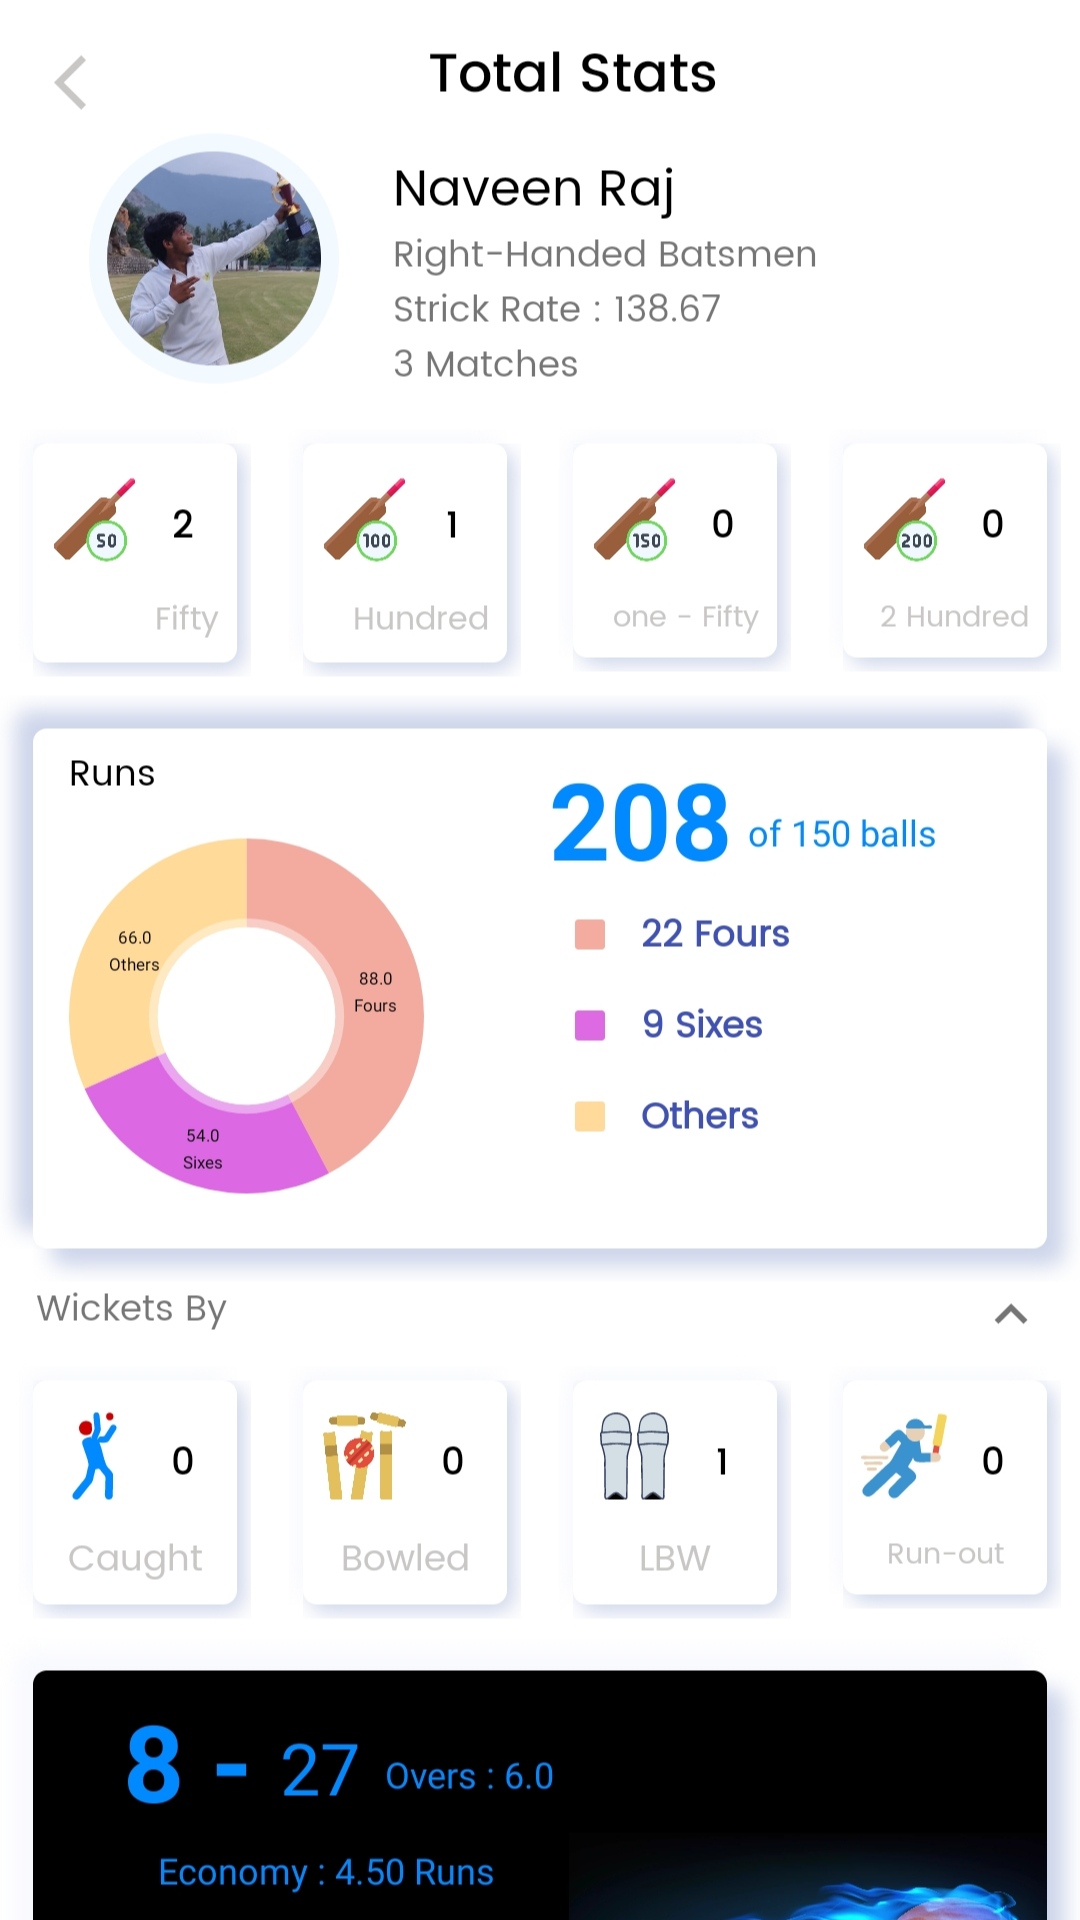 Total Stats
Naveen Raj
Right-Handed Batsmen
Strick Rate : 138.67
3 Matches
50 2
Fifty
100 1
Hundred
150 0
one - Fifty
200 0
2 Hundred
Runs
208 of 150 balls
66.0
Others
88.0
Fours
54.0
Sixes
22 Fours
9 Sixes
Others
Wickets By
0
Caught
0
Bowled
1
LBW
0
Run-out
8 - 27 Overs : 6.0
Economy : 4.50 Runs